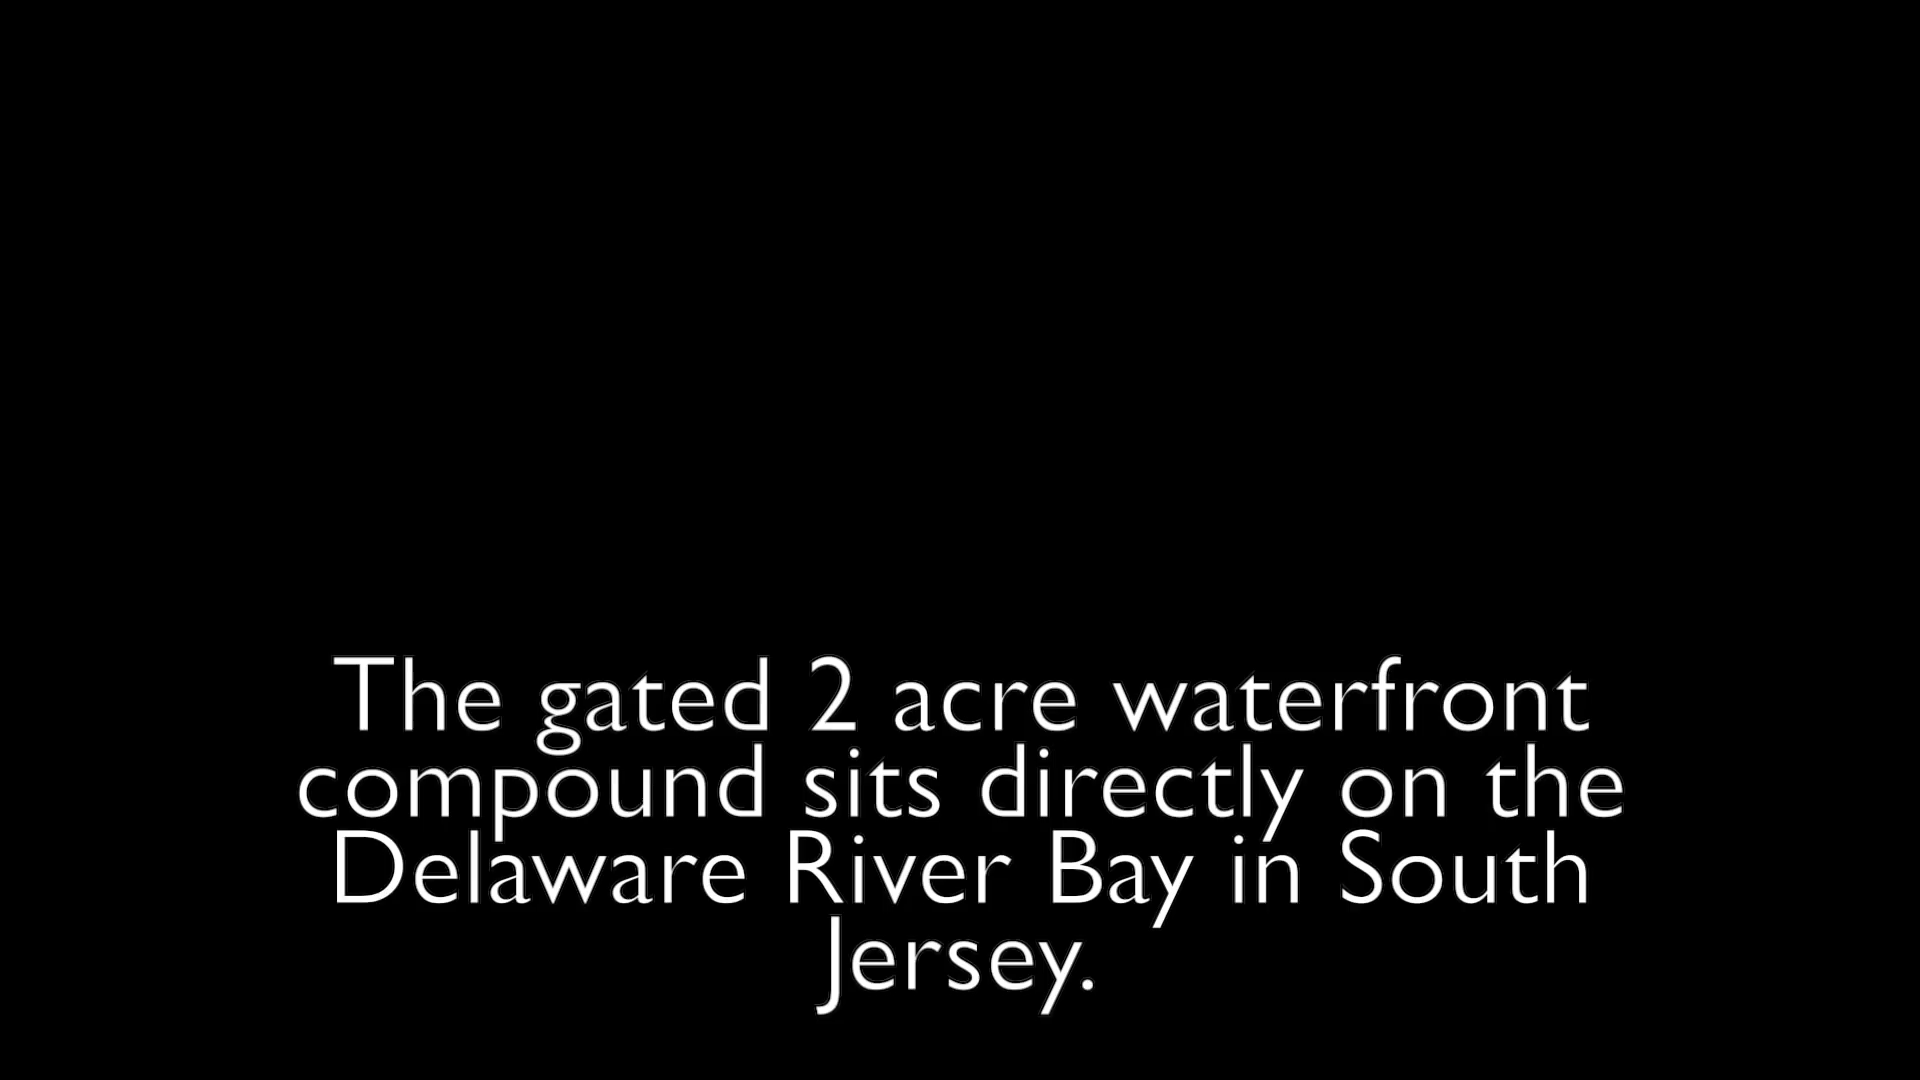 The gated 2 acre waterfront
compound sits directly on the
Delaware River Bay in South
Jersey.